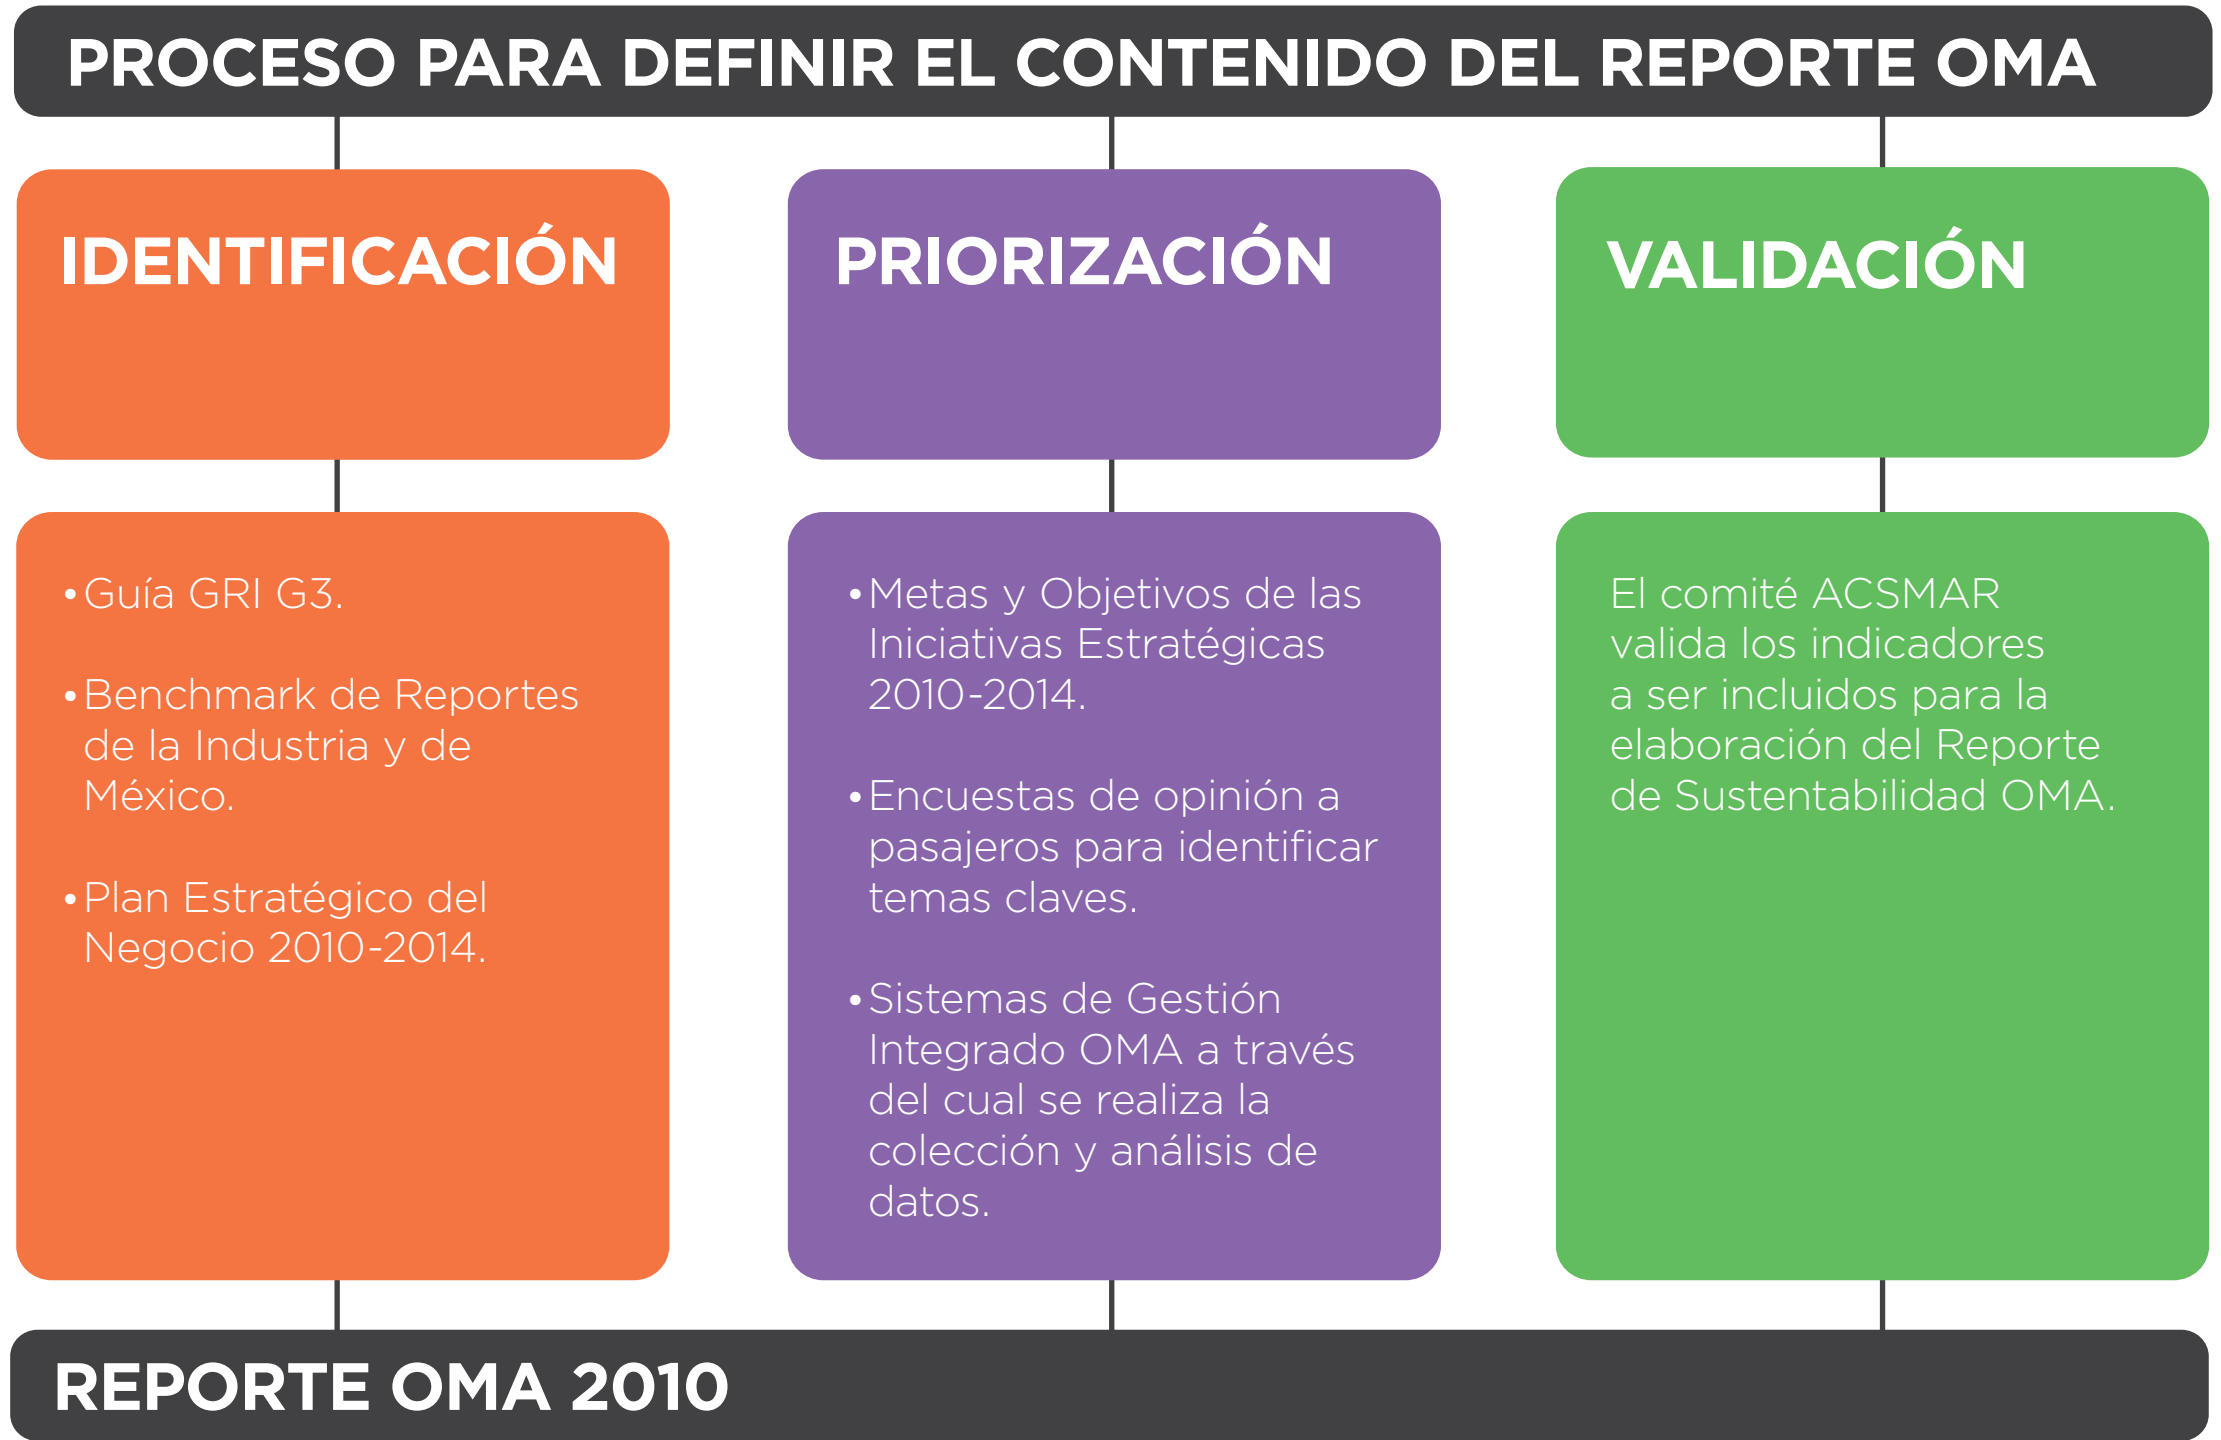 PROCESO PARA DEFINIR EL CONTENIDO DEL REPORTE OMA
IDENTIFICACIÓN
•Guía GRI G3.
•Benchmark de Reportes
de la Industria y de
México.
•Plan Estratégico del
Negocio 2010-2014.
PRIORIZACIÓN
•Metas y Objetivos de las
Iniciativas Estratégicas
2010-2014.
•Encuestas de opinión a
pasajeros para identificar
temas claves.
•Sistemas de Gestión
Integrado OMA a través
del cual se realiza la
colección y análisis de
datos.
VALIDACIÓN
El comité ACSMAR
valida los indicadores
a ser incluidos para la
elaboración del Reporte
de Sustentabilidad OMA.
REPORTE OMA 2010